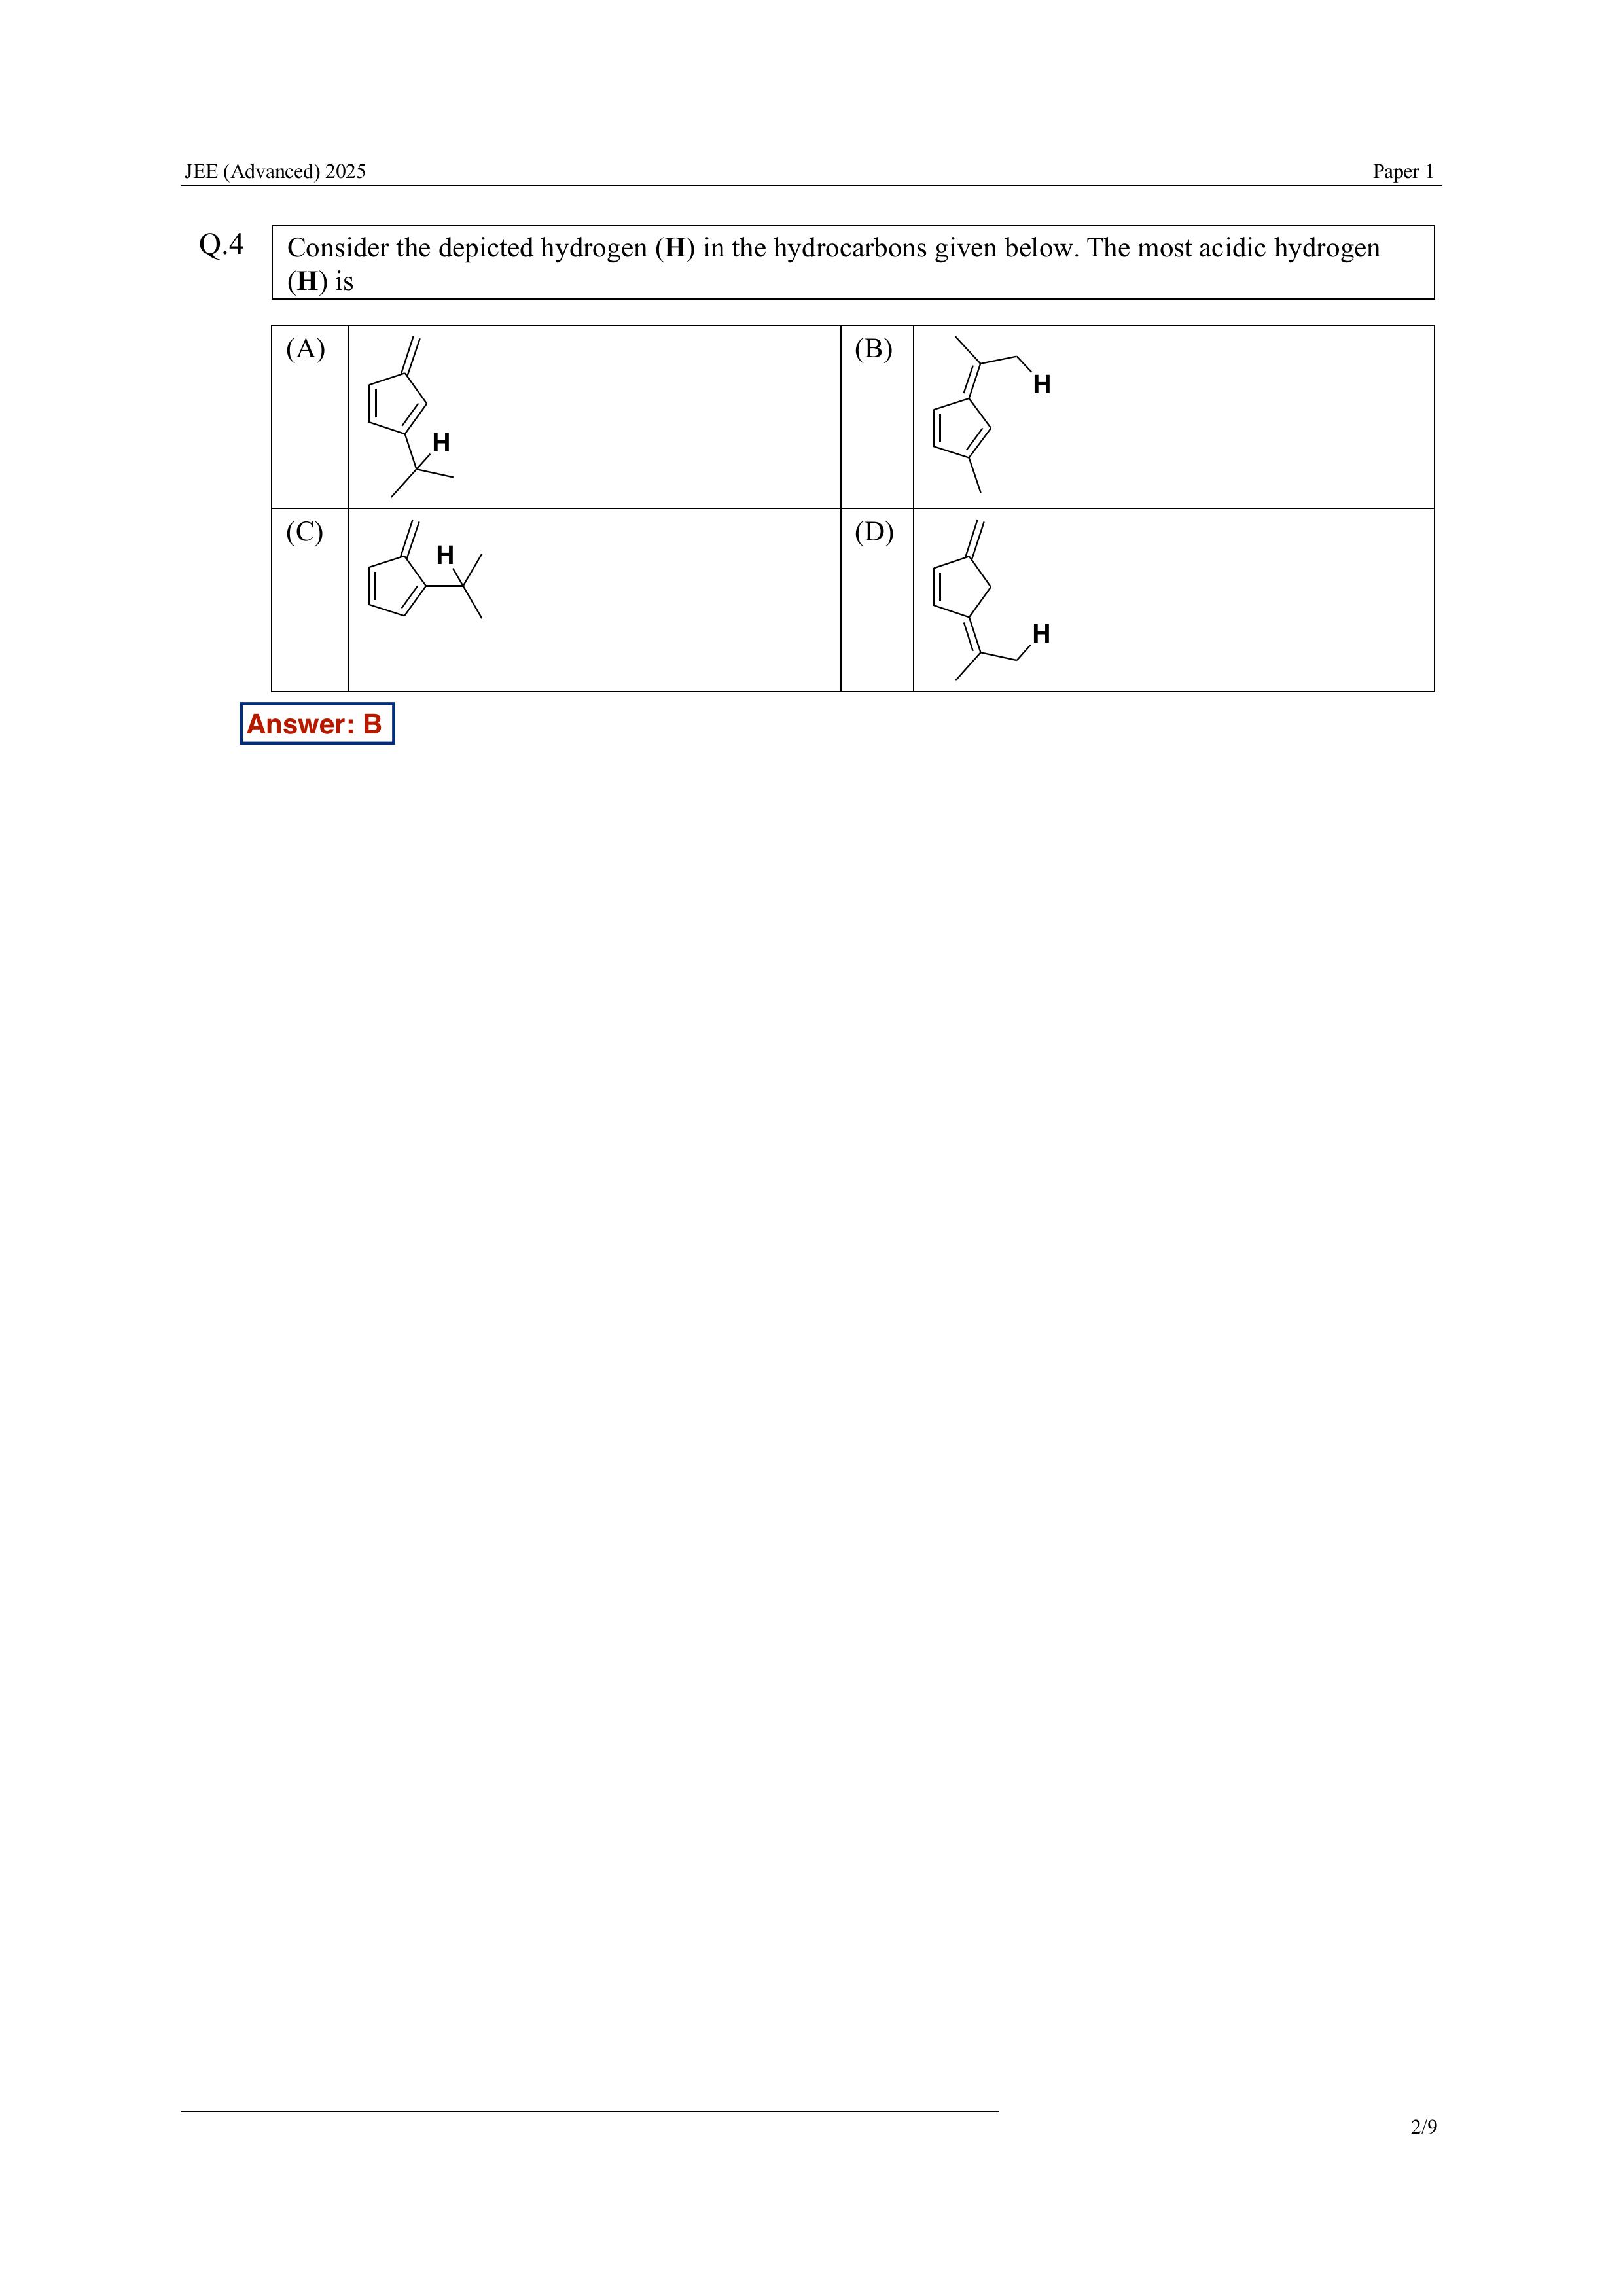 JEE (Advanced) 2025
Paper 1
Q.4
Consider the depicted hydrogen (H) in the hydrocarbons given below. The most acidic hydrogen
(H) is
(A)
H
(B)
H
(C)
H
(D)
H
Answer: B
2/9